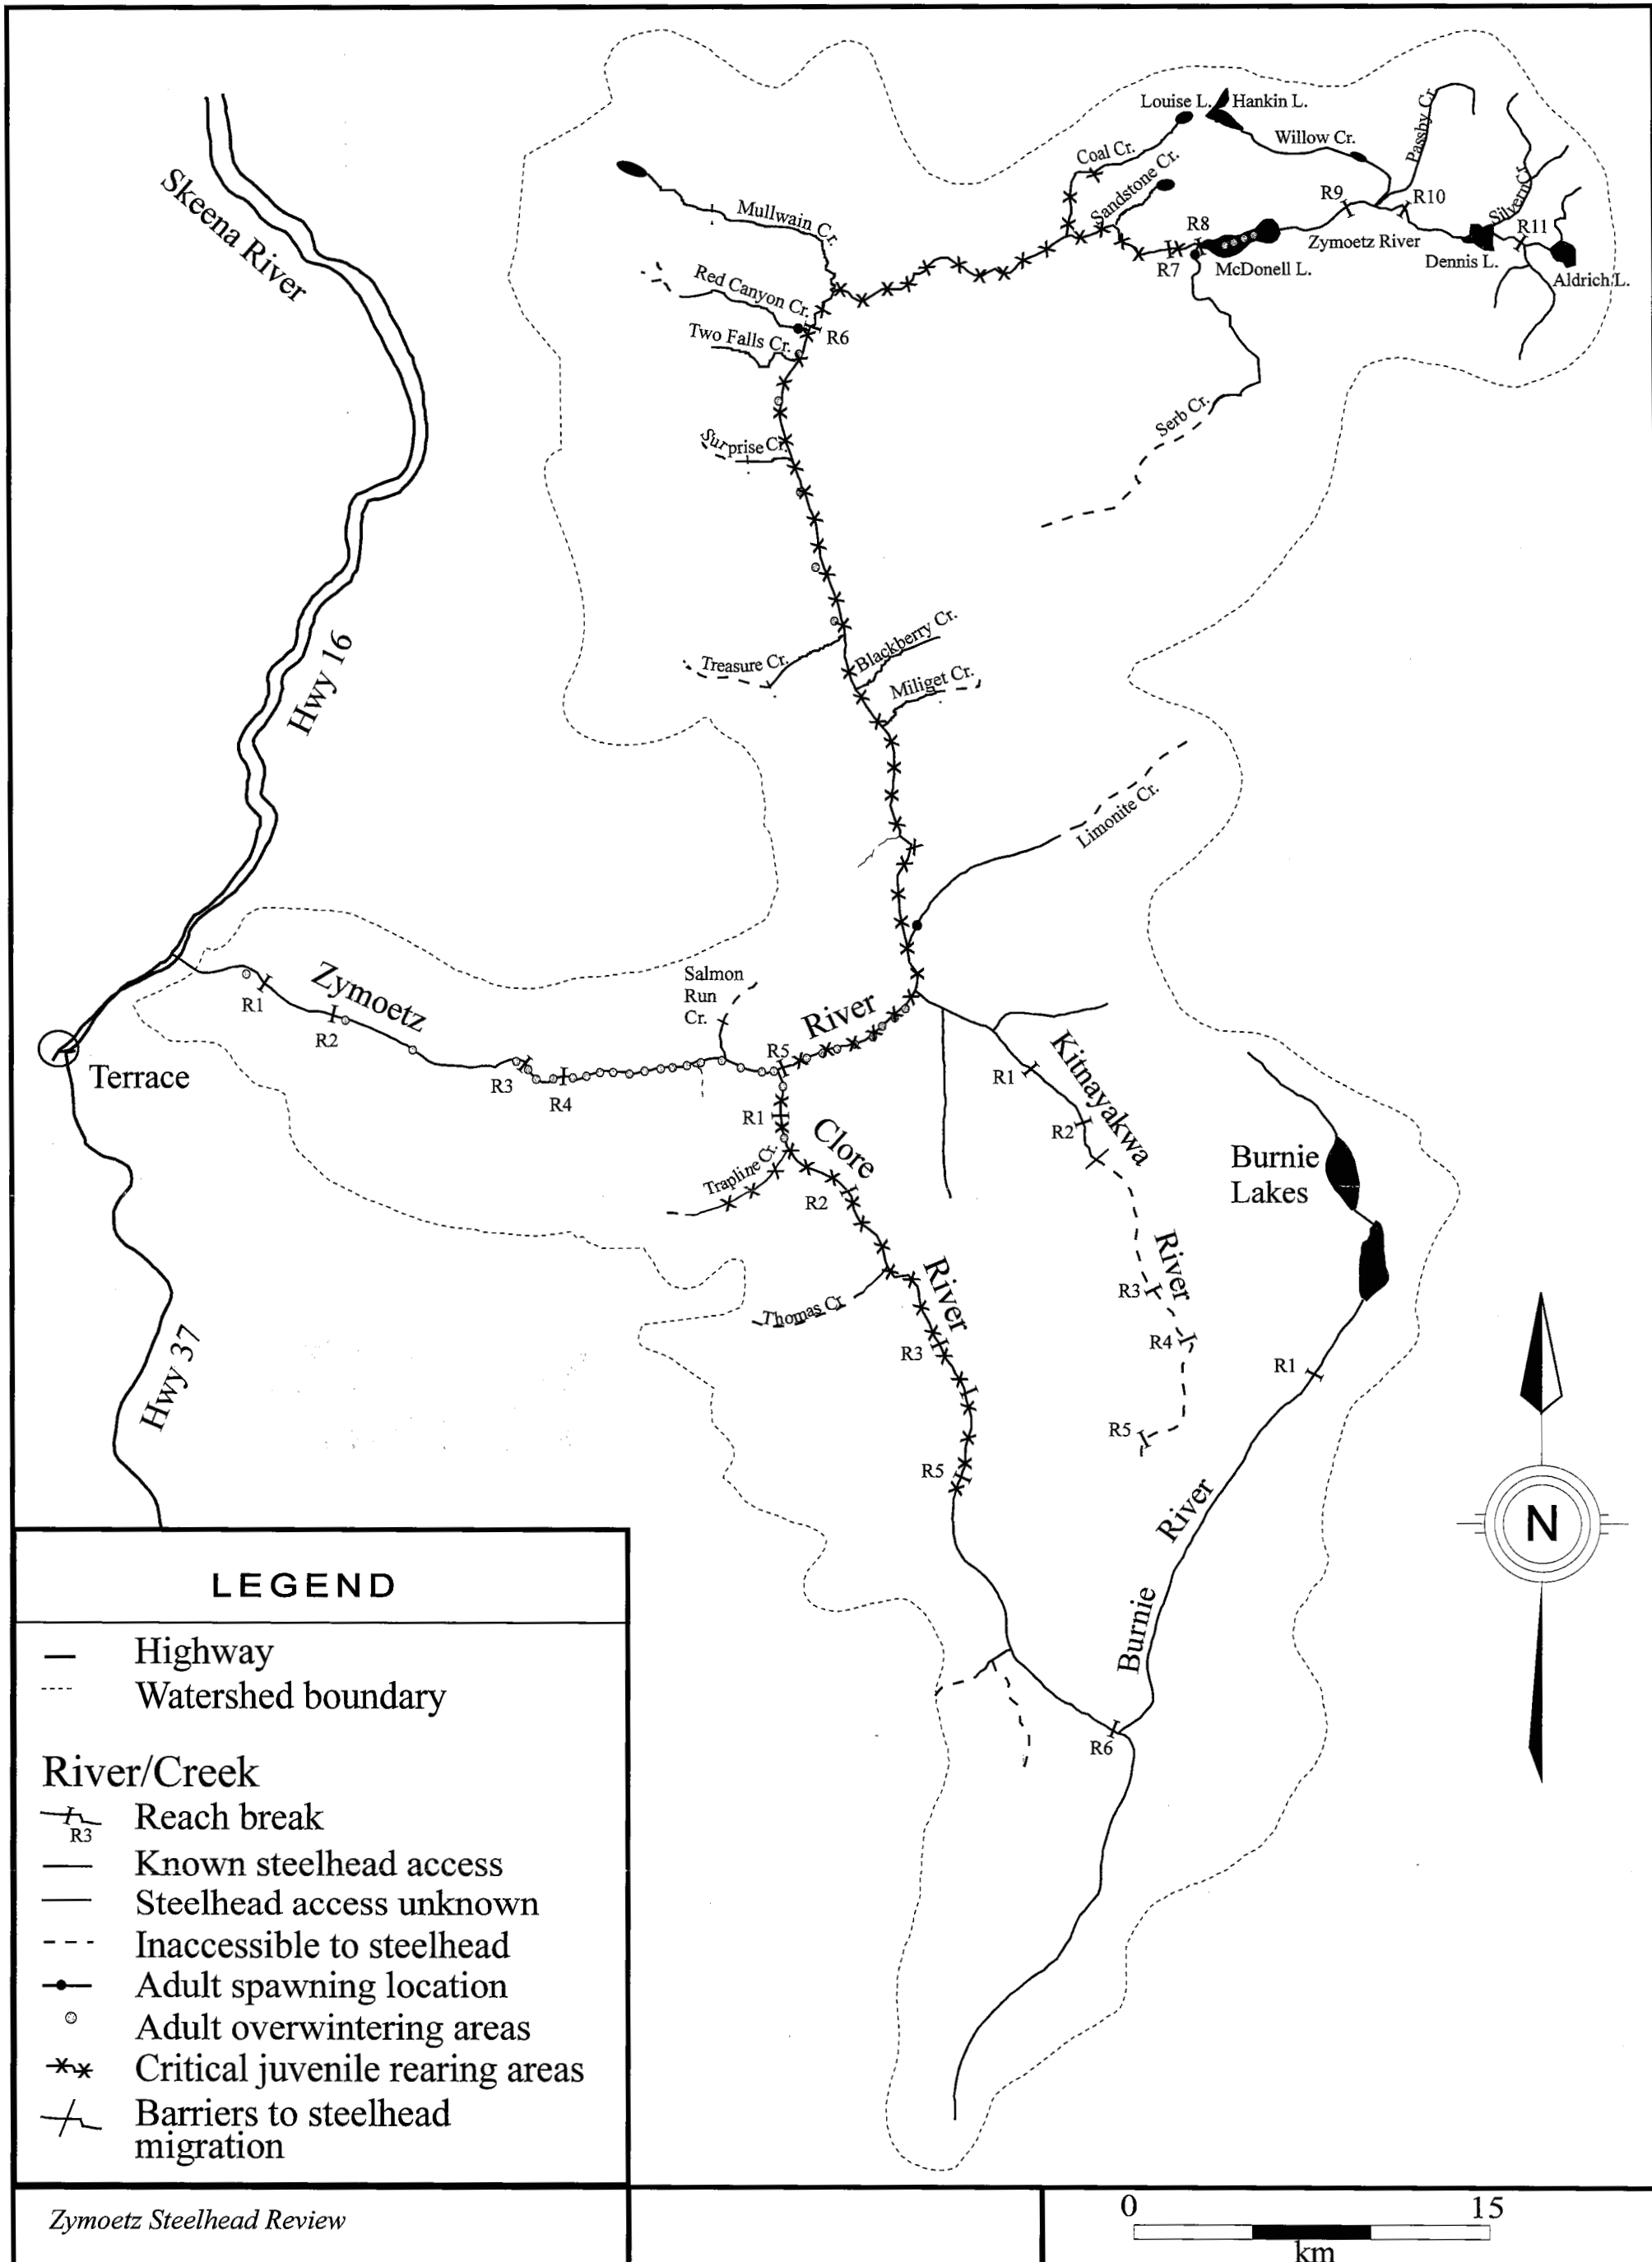 Louise L.
Hankin L.
Willow Cr.
Passby Cr.
Coal Cr.
Sandstone Cr.
Silvern Cr.
R9
R10
R11
R8
R7
McDonell L.
Zymoetz River
Dennis L.
Aldrich L.
Skeena River
Mullwain Cr.
Red Canyon Cr.
R6
Two Falls Cr.
Serb Cr.
Surprise Cr.
Hwy 16
Treasure Cr.
Blackberry Cr.
Miliget Cr.
Limonite Cr.
Salmon
Run
Cr.
Zymoetz
River
R1
R2
R3
R4
R5
Terrace
Kitnayakwa
River
R1
R2
R3
R4
R5
Clore
River
R1
R2
R3
R5
R6
Trapline Cr.
Thomas Cr.
Burnie
Lakes
R1
Burnie
River
Hwy 37
N
LEGEND
Highway
Watershed boundary
River/Creek
Reach break
R3
Known steelhead access
Steelhead access unknown
Inaccessible to steelhead
Adult spawning location
Adult overwintering areas
Critical juvenile rearing areas
Barriers to steelhead
migration
Zymoetz Steelhead Review
0 15
km